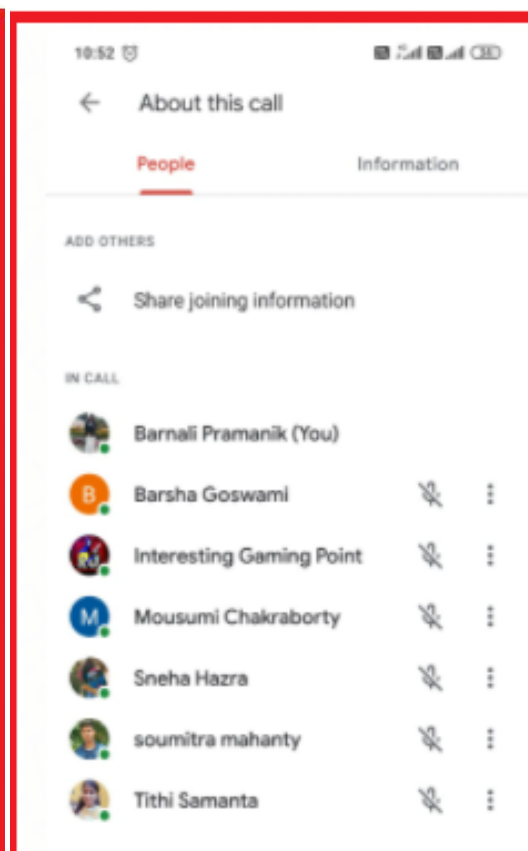 10:52
About this call
People Information
ADD OTHERS
Share joining information
IN CALL
Barnali Pramanik (You)
B Barsha Goswami
Interesting Gaming Point
M Mousumi Chakraborty
Sneha Hazra
soumitra mahanty
Tithi Samanta